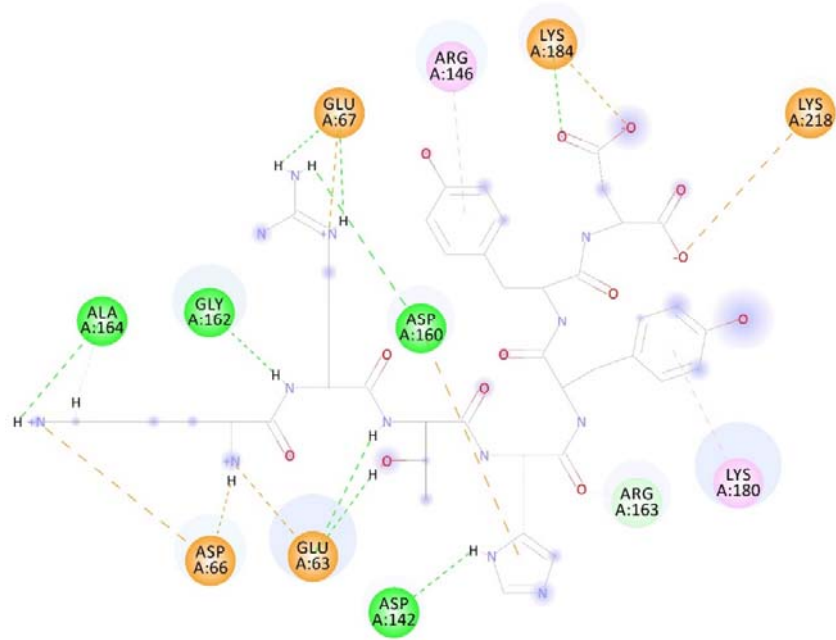 LYS
A:184
ARG
A:146
LYS
A:218
GLU
A:67
-O
O
O
H
H
N
O
H
N
+N
N
-O
O
GLY
A:162
ALA
A:164
ASP
A:160
O
N
O
O
H
N
O
H
H
+N
N
N
H
O
N
+N
O
H
H
O
ARG
A:163
LYS
A:180
ASP
A:66
GLU
A:63
H
N
N
ASP
A:142